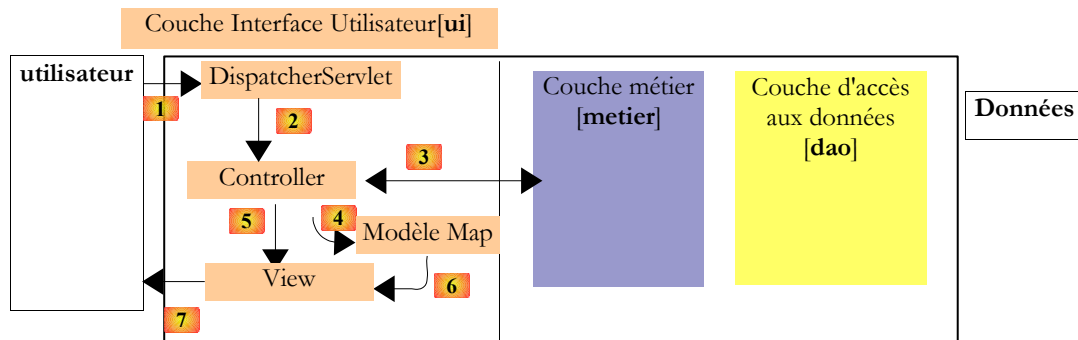 Couche Interface Utilisateur[ui]
utilisateur
DispatcherServlet
Couche métier
[metier]
Couche d'accès
aux données
[dao]
Données
1
2
3
Controller
5
4
Modèle Map
View
6
7